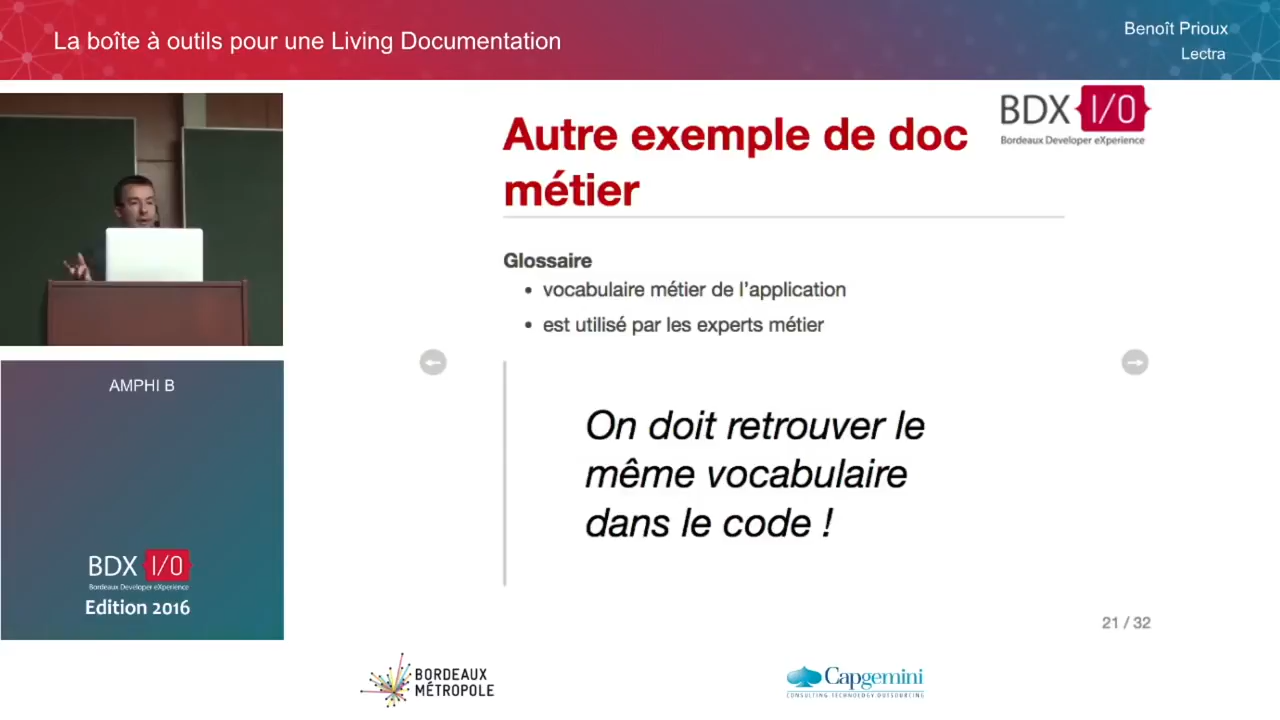 La boîte à outils pour une Living Documentation
Benoît Prioux
Lectra
BDX I/O
Bordeaux Developer eXperience
Autre exemple de doc
métier
Glossaire
• vocabulaire métier de l'application
• est utilisé par les experts métier
On doit retrouver le
même vocabulaire
dans le code !
21 / 32
AMPHI B
BDX I/O
Bordeaux Developer eXperience
Edition 2016
BORDEAUX
MÉTROPOLE
Capgemini
CONSULTING.TECHNOLOGY.OUTSOURCING